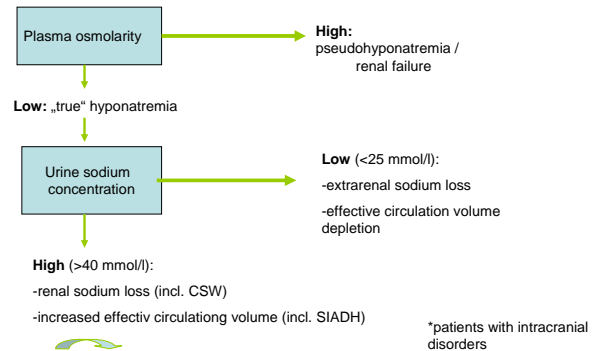 Plasma osmolarity
High:
pseudohyponatremia /
renal failure
Low: „true“ hyponatremia
Urine sodium
concentration
Low (<25 mmol/l):
-extrarenal sodium loss
-effective circulation volume
depletion
High (>40 mmol/l):
-renal sodium loss (incl. CSW)
-increased effectiv circulationg volume (incl. SIADH)
*patients with intracranial
disorders